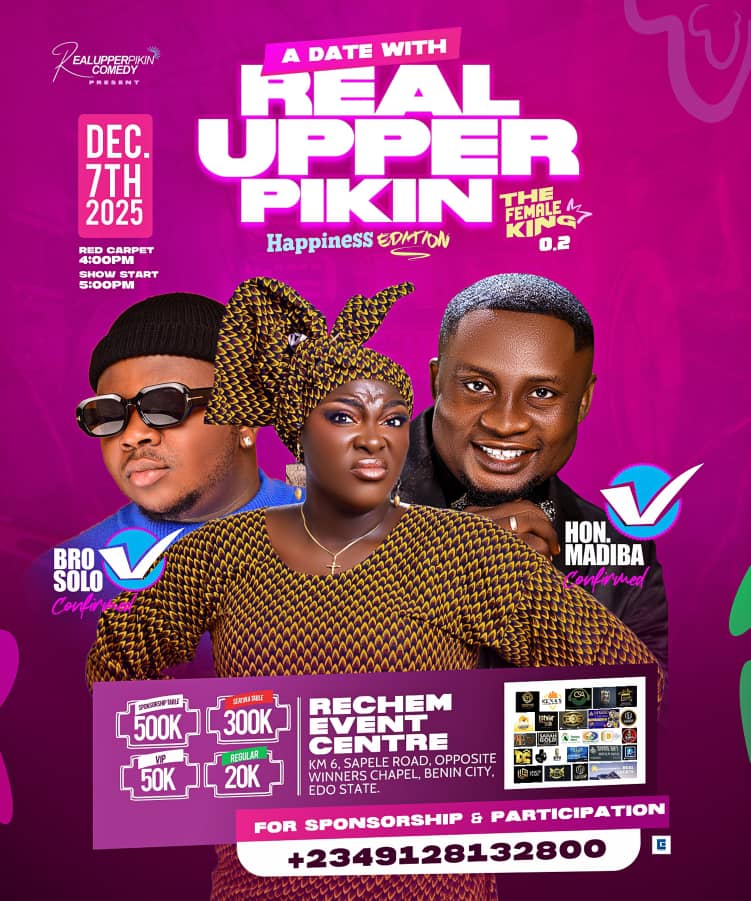 REALUPPERPIKIN
COMEDY
PRESENT
A DATE WITH
REAL
UPPER
PIKIN
Happiness EDITION
THE
FEMALE
KING
0.2
DEC.
7TH
2025
RED CARPET
4:00PM
SHOW START
5:00PM
BRO
SOLO
Confirmed
HON.
MADIBA
Confirmed
SPONSORSHIP TABLE
500K
300K
VIP
50K
REGULAR
20K
RECHEM
EVENT
CENTRE
KM 6, SAPELE ROAD, OPPOSITE
WINNERS CHAPEL, BENIN CITY,
EDO STATE.
FOR SPONSORSHIP & PARTICIPATION
+2349128132800